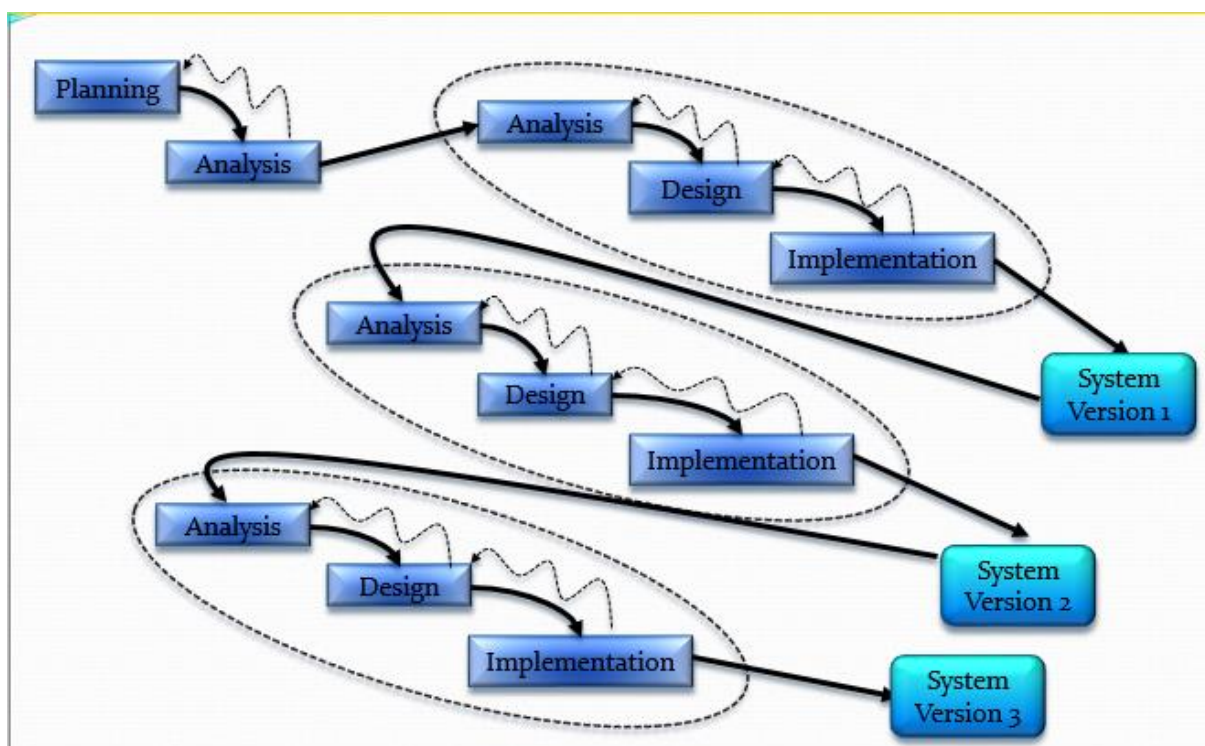 Planning
Analysis
Analysis
Design
Implementation
System
Version 1
Analysis
Design
Implementation
System
Version 2
Analysis
Design
Implementation
System
Version 3